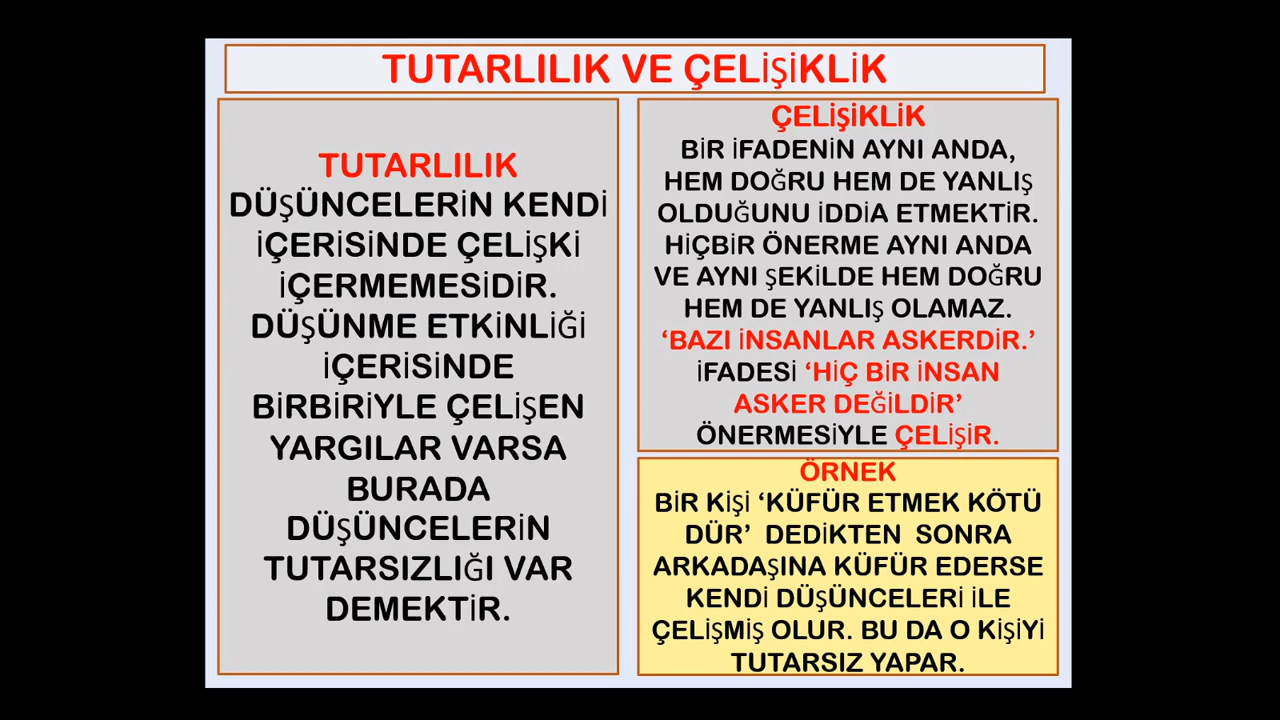 TUTARLILIK VE ÇELİŞİKLİK
TUTARLILIK
DÜŞÜNCELERİN KENDİ
İÇERİSİNDE ÇELİŞKİ
İÇERMEMESİDİR.
DÜŞÜNME ETKİNLİĞİ
İÇERİSİNDE
BİRBİRİYLE ÇELİŞEN
YARGILAR VARSA
BURADA
DÜŞÜNCELERİN
TUTARSIZLIĞI VAR
DEMEKTİR.
ÇELİŞİKLİK
BİR İFADENİN AYNI ANDA,
HEM DOĞRU HEM DE YANLIŞ
OLDUĞUNU İDDİA ETMEKTİR.
HİÇBİR ÖNERME AYNI ANDA
VE AYNI ŞEKİLDE HEM DOĞRU
HEM DE YANLIŞ OLAMAZ.
‘BAZI İNSANLAR ASKERDİR.’
İFADESİ ‘HİÇ BİR İNSAN
ASKER DEĞİLDİR’
ÖNERMESİYLE ÇELİŞİR.
ÖRNEK
BİR KİŞİ ‘KÜFÜR ETMEK KÖTÜ
DÜR’ DEDİKTEN SONRA
ARKADAŞINA KÜFÜR EDERSE
KENDİ DÜŞÜNCELERİ İLE
ÇELİŞMİŞ OLUR. BU DA O KİŞİYİ
TUTARSIZ YAPAR.